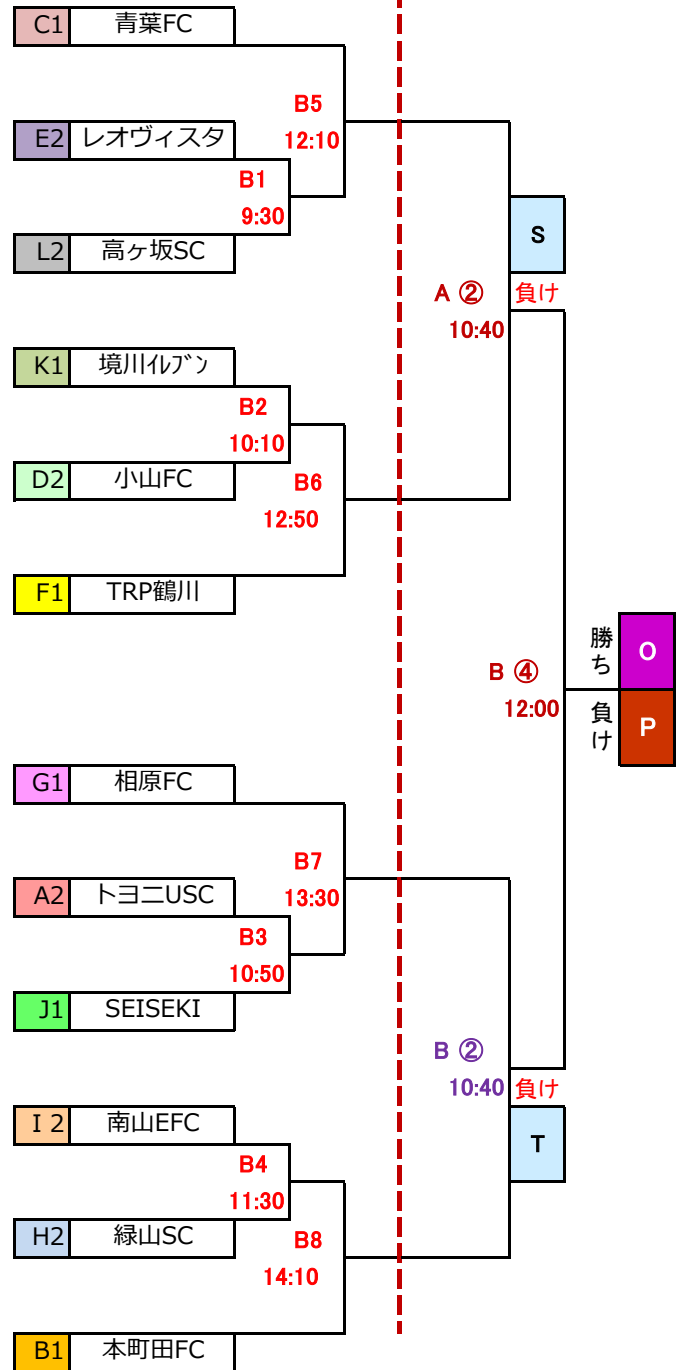 C1 青葉FC
B5
12:10
E2 レオヴィスタ
B1
9:30
L2 高ヶ坂SC
S
A ② 負け
10:40
K1 境川ｲﾚﾌﾞﾝ
B2
10:10
D2 小山FC
B6
12:50
F1 TRP鶴川
勝ち O
B ④
12:00
負け P
G1 相原FC
B7
13:30
A2 トヨニUSC
B3
10:50
J1 SEISEKI
B ②
10:40 負け
T
I 2 南山EFC
B4
11:30
H2 緑山SC
B8
14:10
B1 本町田FC